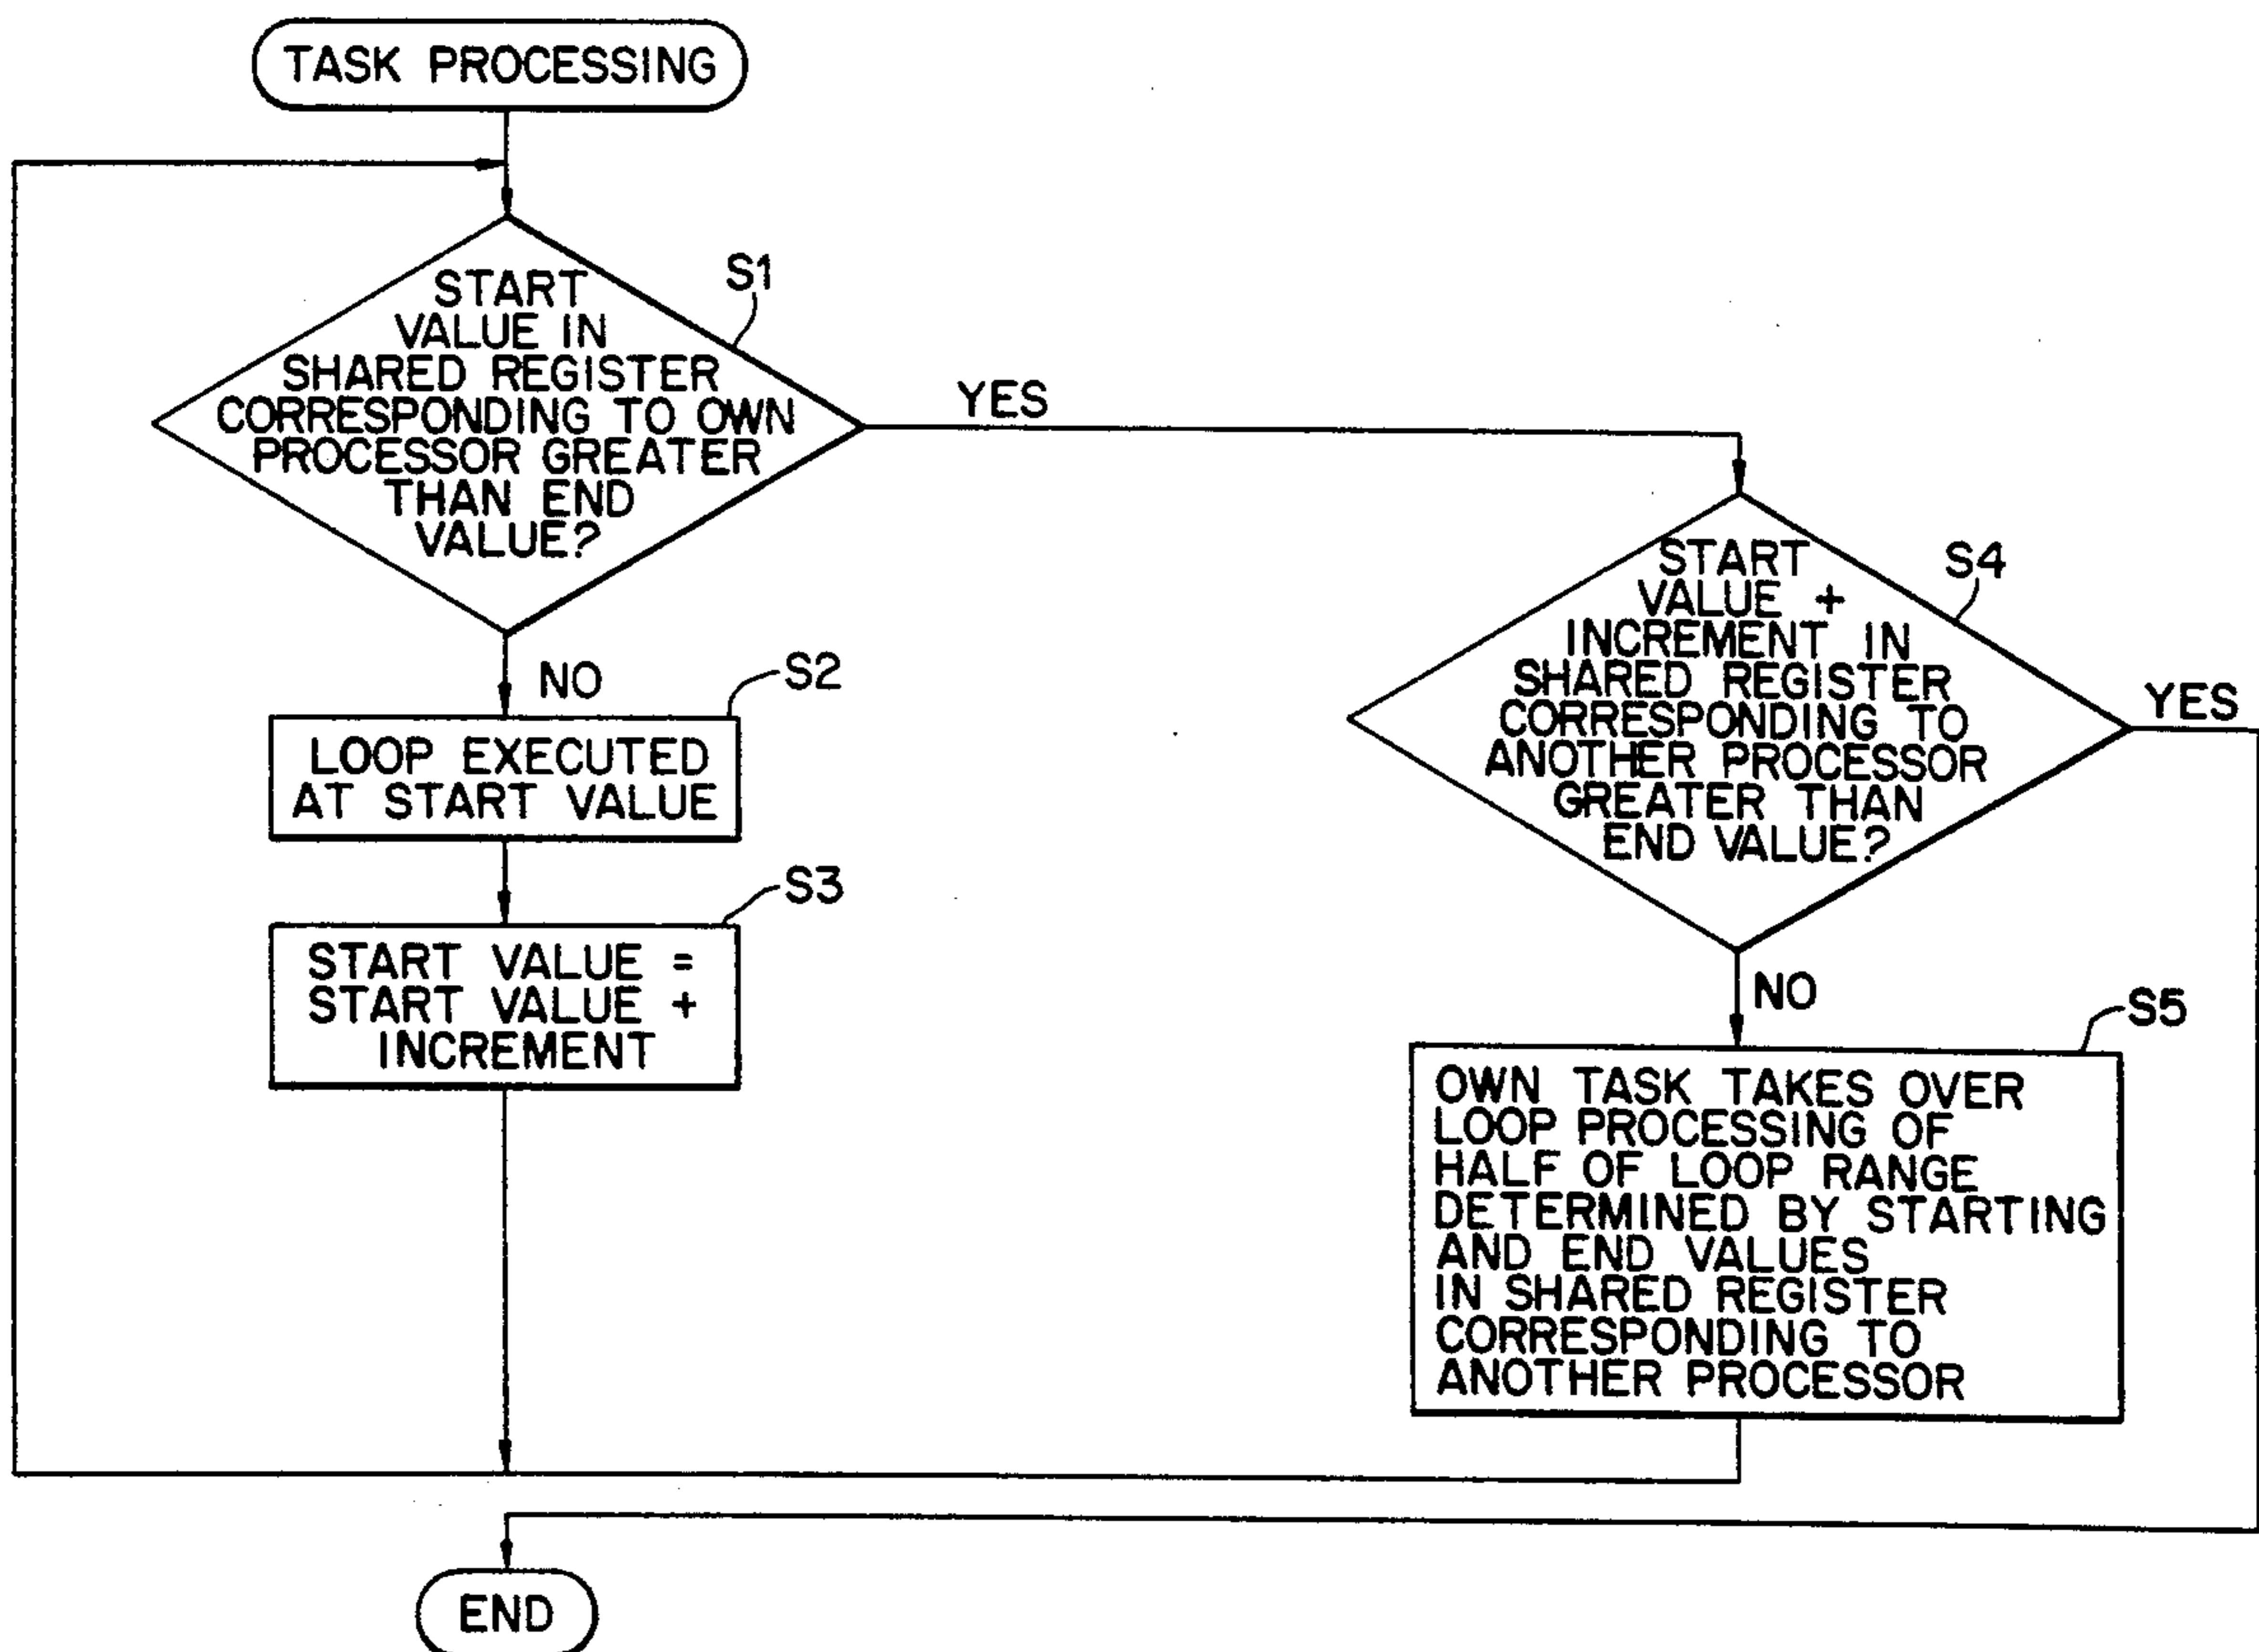 TASK PROCESSING
START
VALUE IN
SHARED REGISTER
CORRESPONDING TO OWN
PROCESSOR GREATER
THAN END
VALUE?
S1
YES
NO
S2
LOOP EXECUTED
AT START VALUE
S3
START VALUE =
START VALUE +
INCREMENT
START
VALUE +
INCREMENT IN
SHARED REGISTER
CORRESPONDING TO
ANOTHER PROCESSOR
GREATER THAN
END VALUE?
S4
YES
NO
S5
OWN TASK TAKES OVER
LOOP PROCESSING OF
HALF OF LOOP RANGE
DETERMINED BY STARTING
AND END VALUES
IN SHARED REGISTER
CORRESPONDING TO
ANOTHER PROCESSOR
END